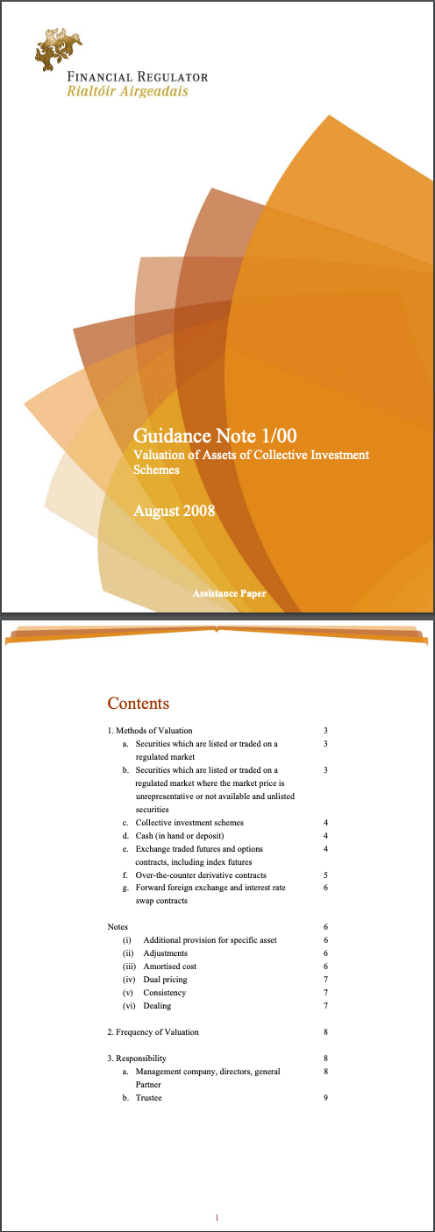 FINANCIAL REGULATOR
Rialtóir Airgeadais
Guidance Note 1/00
Valuation of Assets of Collective Investment
Schemes
August 2008
Assistance Paper
Contents
1. Methods of Valuation 3
a. Securities which are listed or traded on a 3
regulated market
b. Securities which are listed or traded on a 3
regulated market where the market price is
unrepresentative or not available and unlisted
securities
c. Collective investment schemes 4
d. Cash (in hand or deposit) 4
e. Exchange traded futures and options 4
contracts, including index futures
f. Over-the-counter derivative contracts 5
g. Forward foreign exchange and interest rate 6
swap contracts
Notes 6
(i) Additional provision for specific asset 6
(ii) Adjustments 6
(iii) Amortised cost 6
(iv) Dual pricing 7
(v) Consistency 7
(vi) Dealing 7
2. Frequency of Valuation 8
3. Responsibility 8
a. Management company, directors, general 8
Partner
b. Trustee 9
1